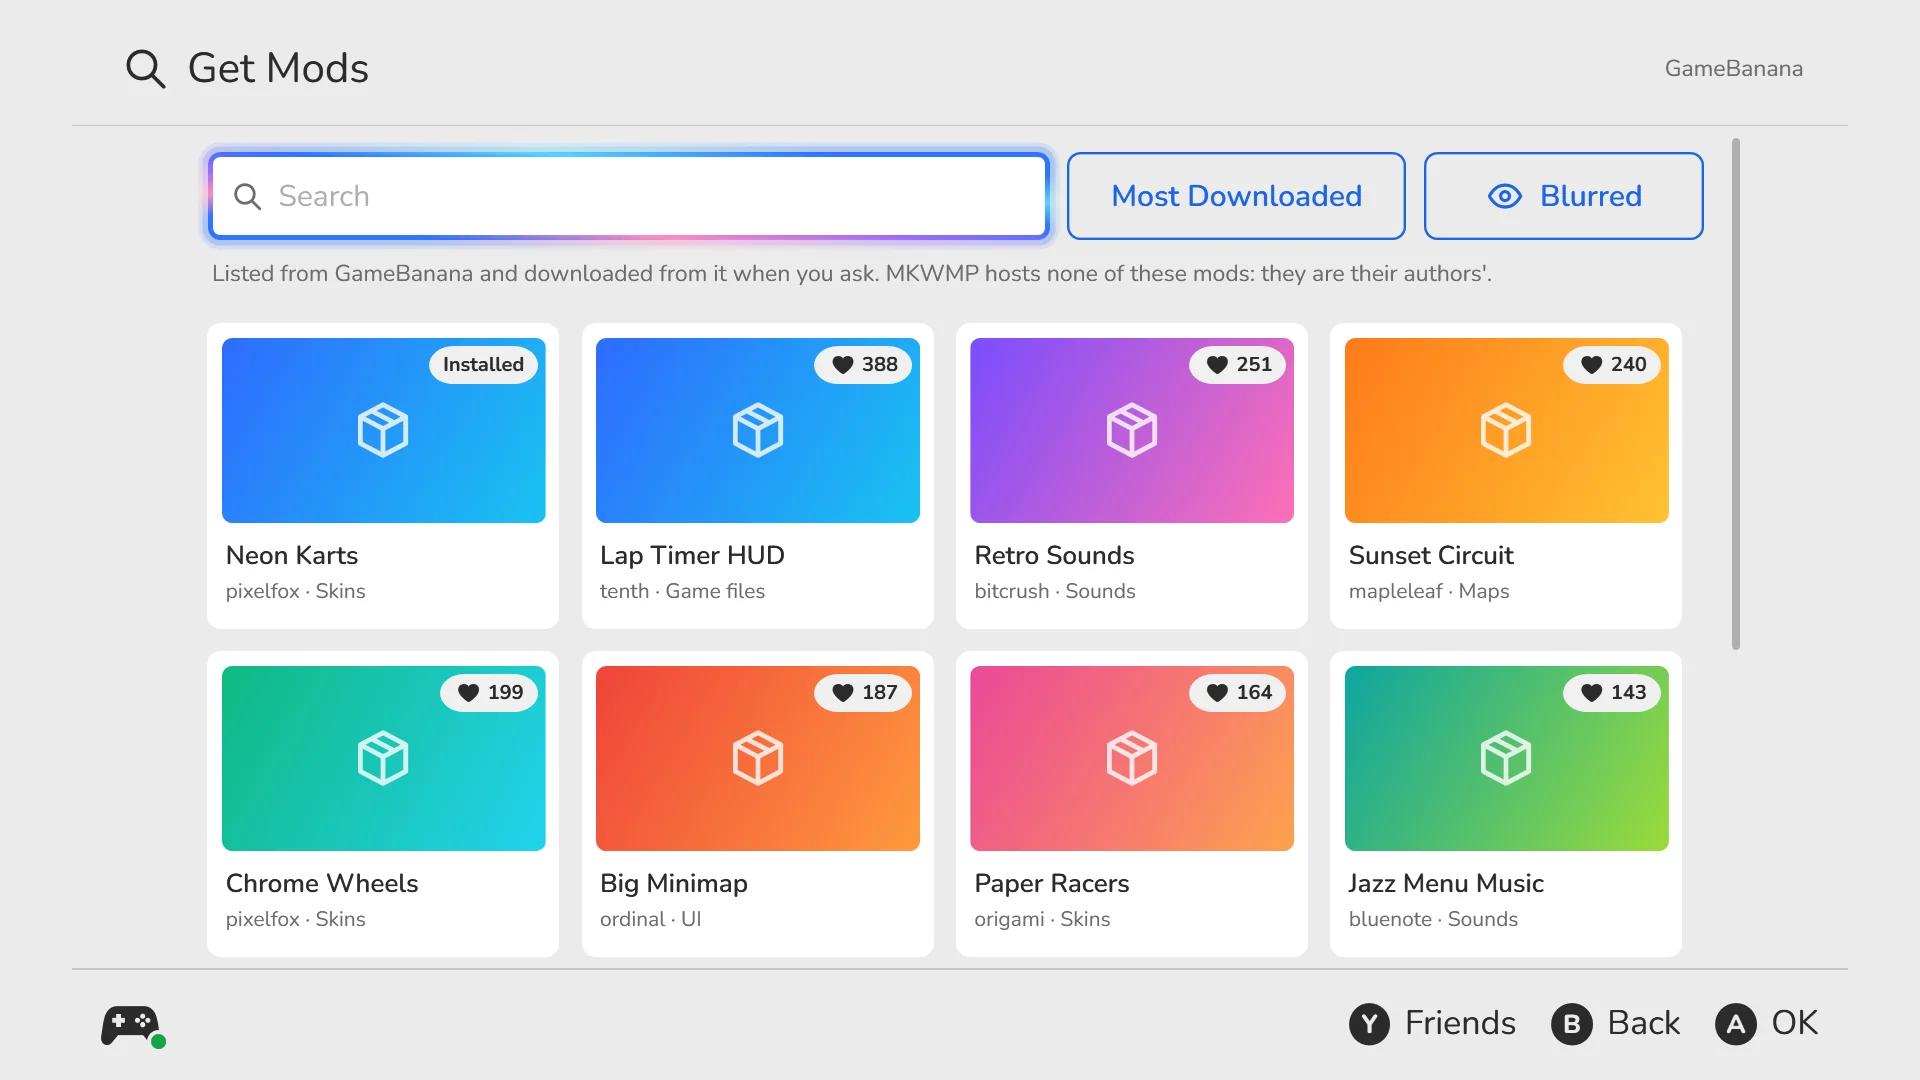 Get Mods
GameBanana
Search
Most Downloaded
Blurred
Listed from GameBanana and downloaded from it when you ask. MKWMP hosts none of these mods: they are their authors'.
Installed
Neon Karts
pixelfox · Skins
388
Lap Timer HUD
tenth · Game files
251
Retro Sounds
bitcrush · Sounds
240
Sunset Circuit
mapleleaf · Maps
199
Chrome Wheels
pixelfox · Skins
187
Big Minimap
ordinal · UI
164
Paper Racers
origami · Skins
143
Jazz Menu Music
bluenote · Sounds
Y Friends
B Back
A OK